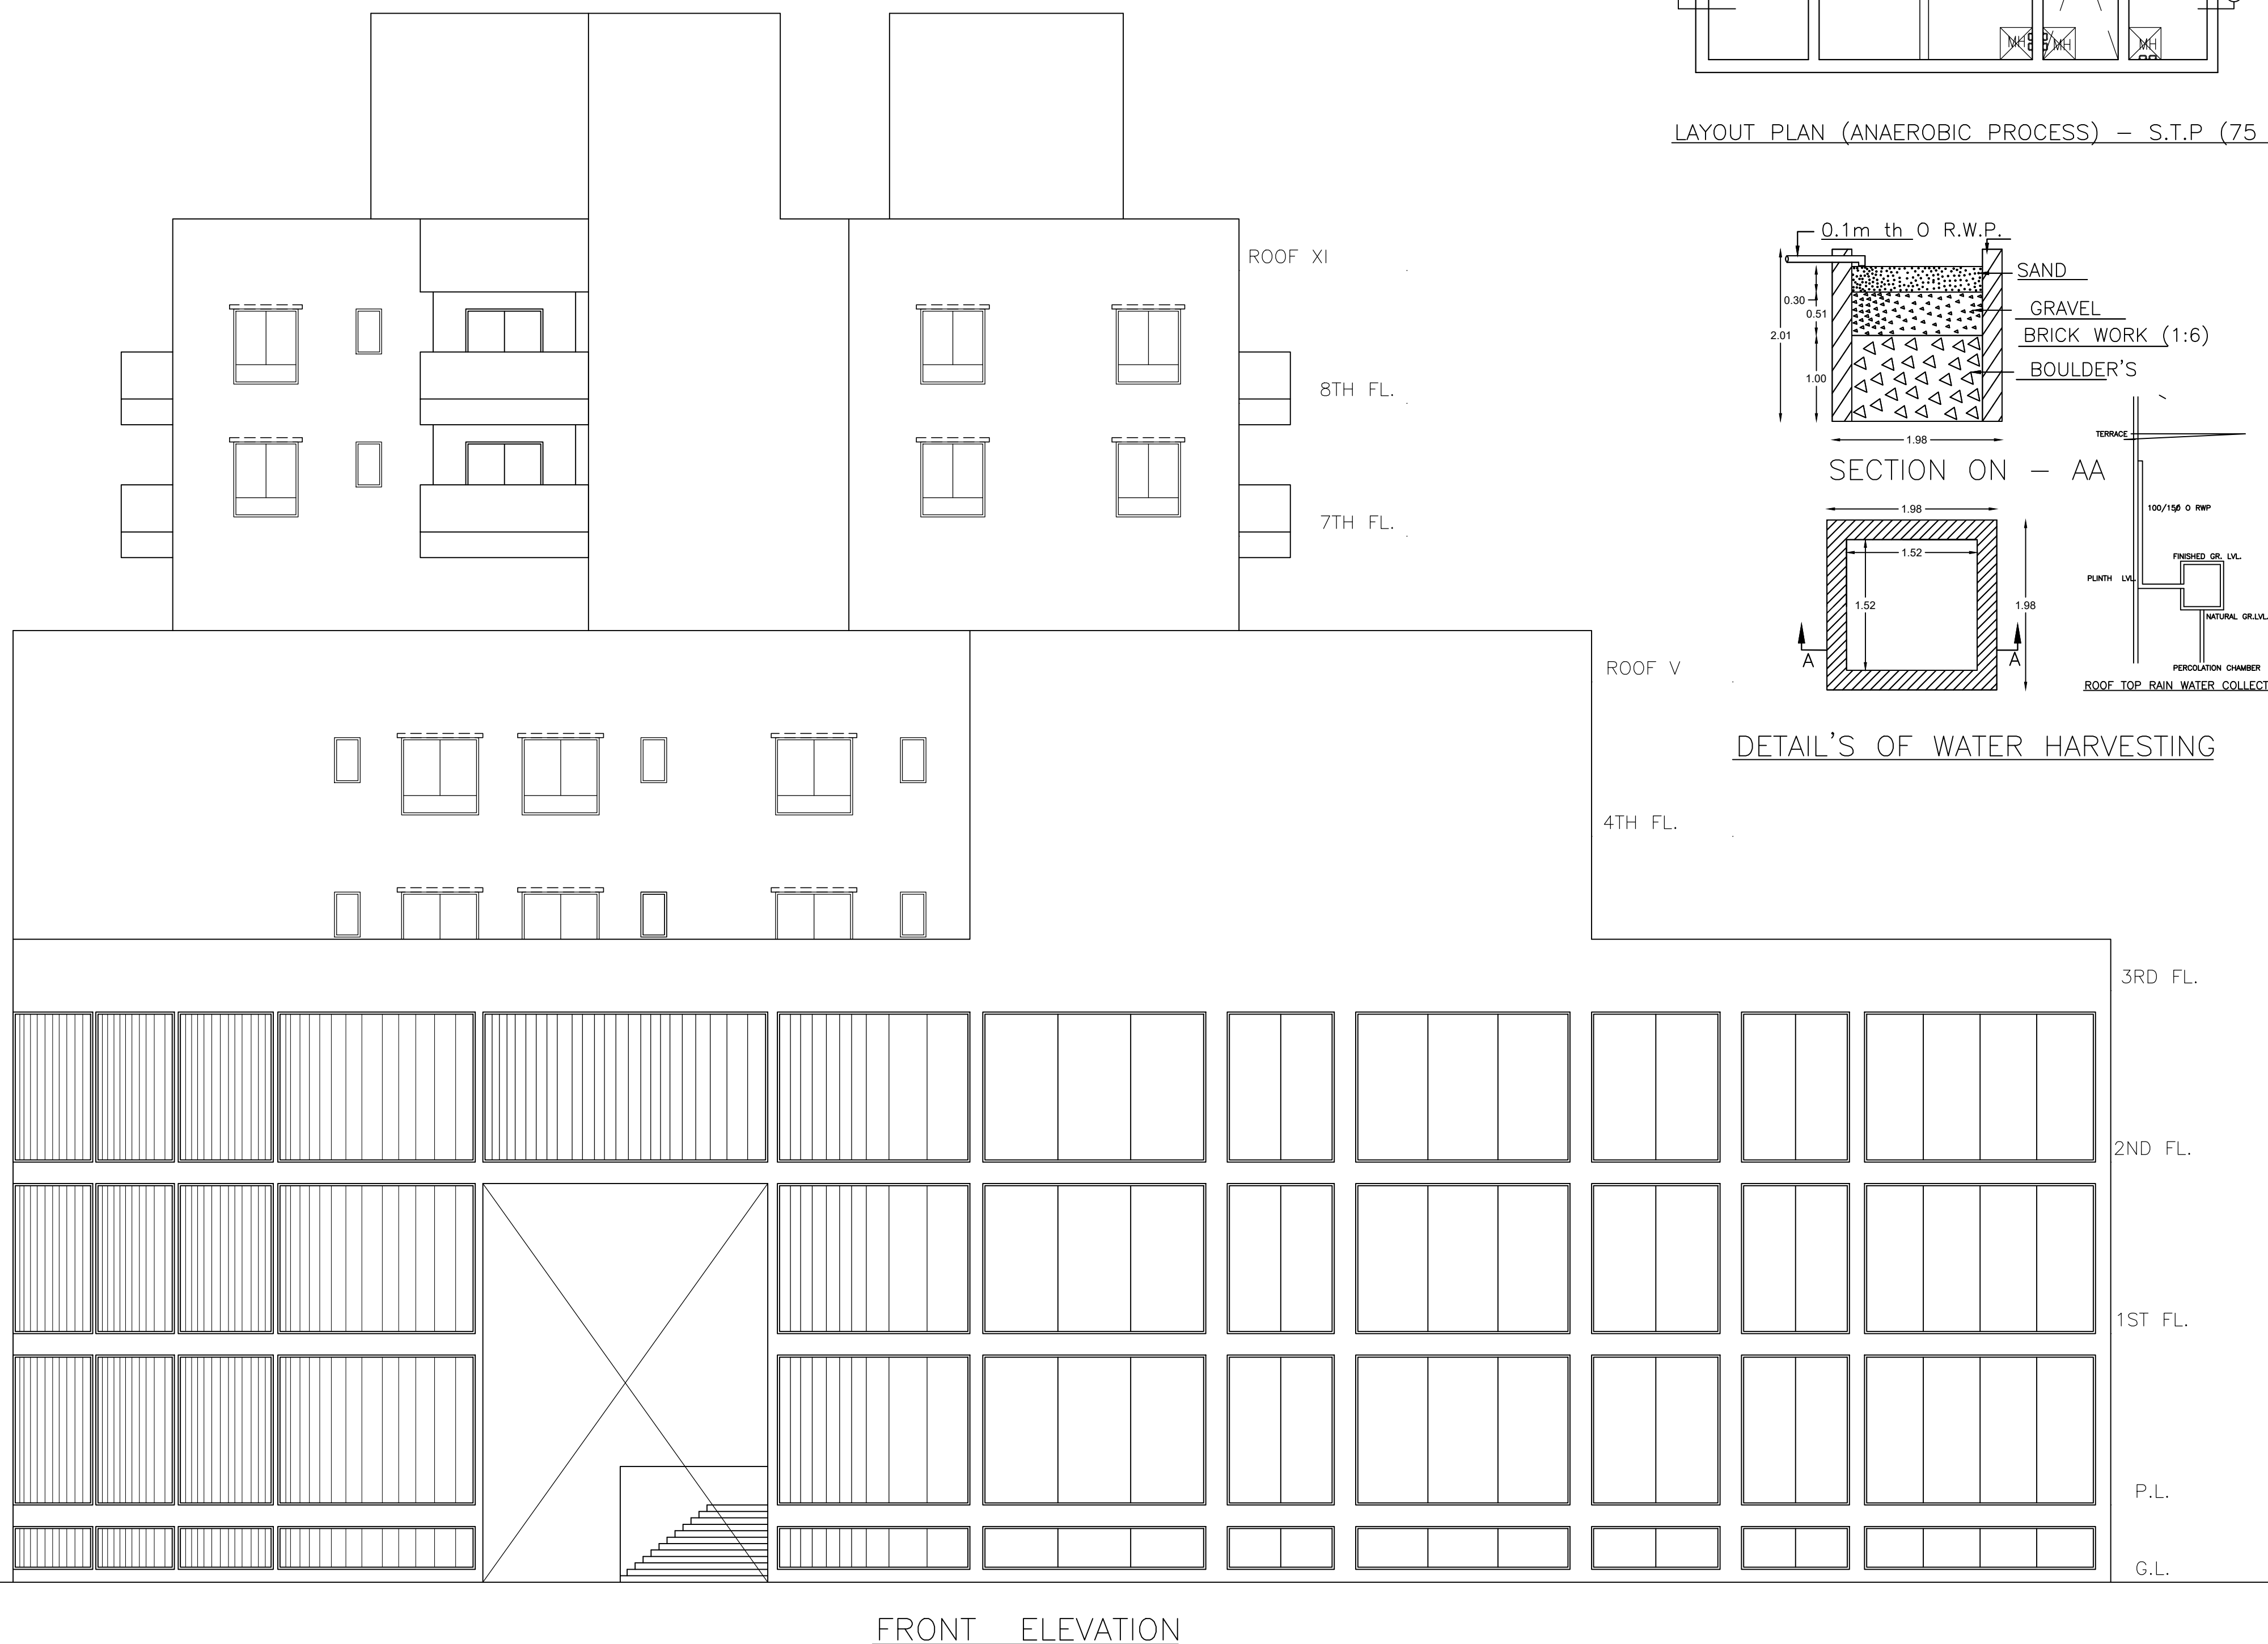 MH
MH
MH
LAYOUT PLAN (ANAEROBIC PROCESS) – S.T.P (75
0.1m th O R.W.P.
SAND
0.30
0.51
GRAVEL
2.01
BRICK WORK (1:6)
1.00
BOULDER'S
1.98
SECTION ON – AA
1.98
1.52
1.52
1.98
A
A
DETAIL'S OF WATER HARVESTING
TERRACE
O RWP
FINISHED GR. LVL.
PLINTH LVL.
NATURAL GR.LVL.
PERCOLATION CHAMBER
ROOF TOP RAIN WATER COLLECT
ROOF XI
8TH FL.
7TH FL.
ROOF V
4TH FL.
3RD FL.
2ND FL.
1ST FL.
P.L.
G.L.
FRONT ELEVATION